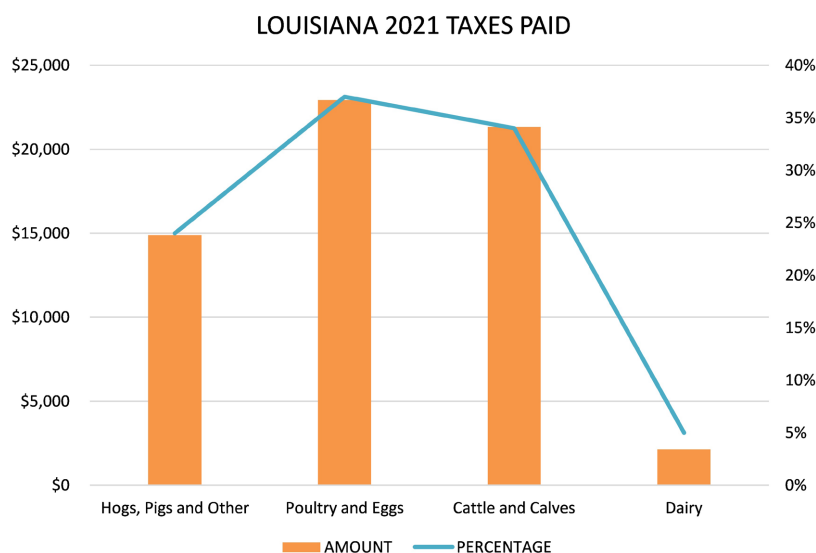 LOUISIANA 2021 TAXES PAID
$25,000
$20,000
$15,000
$10,000
$5,000
$0
40%
35%
30%
25%
20%
15%
10%
5%
0%
Hogs, Pigs and Other
Poultry and Eggs
Cattle and Calves
Dairy
AMOUNT
PERCENTAGE